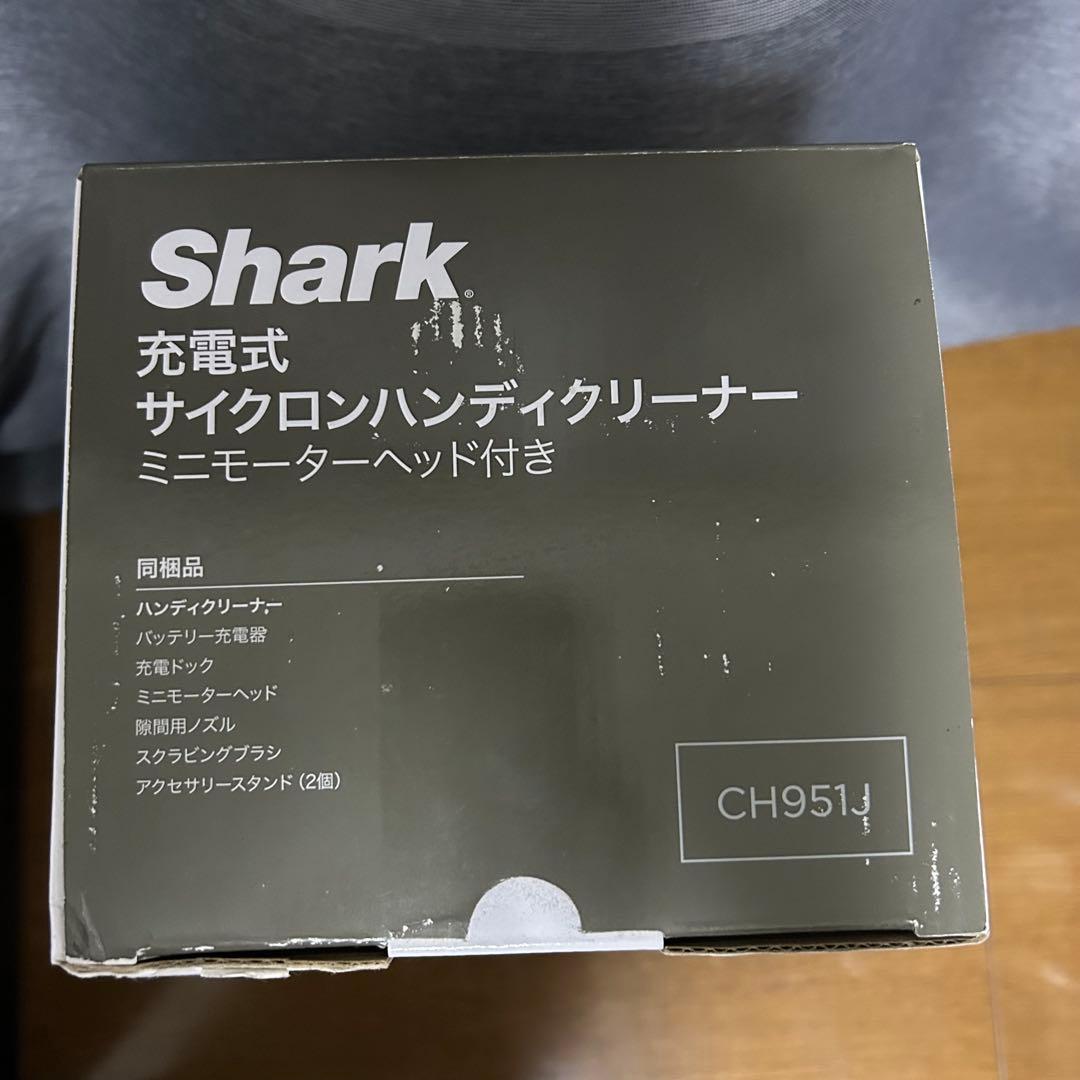 Shark®
充電式
サイクロンハンディクリーナー
ミニモーターヘッド付き
同梱品
ハンディクリーナー
バッテリー充電器
充電ドック
ミニモーターヘッド
隙間用ノズル
スクラビングブラシ
アクセサリースタンド（2個）
CH951J